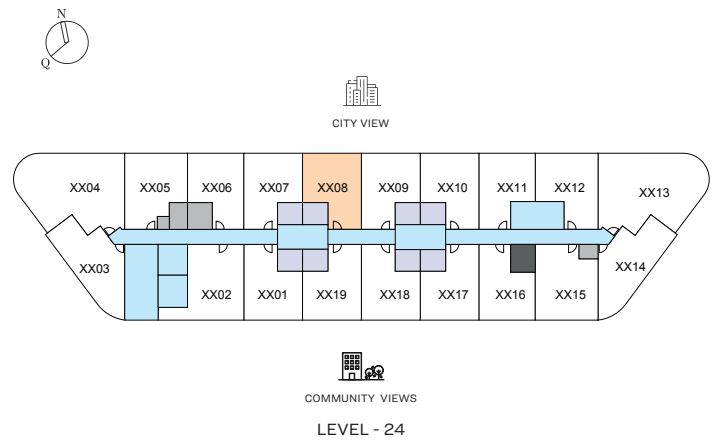 N
Q
CITY VIEW
XX04 XX05 XX06 XX07 XX08 XX09 XX10 XX11 XX12 XX13
XX03 XX14
XX02 XX01 XX19 XX18 XX17 XX16 XX15
COMMUNITY VIEWS
LEVEL - 24